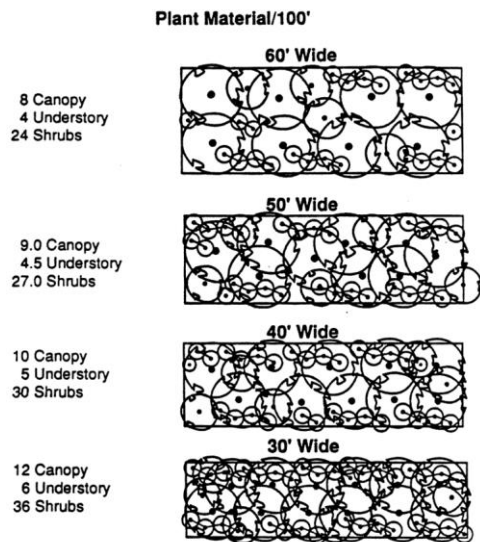 Plant Material/100'
60' Wide
8 Canopy
4 Understory
24 Shrubs
50' Wide
9.0 Canopy
4.5 Understory
27.0 Shrubs
40' Wide
10 Canopy
5 Understory
30 Shrubs
30' Wide
12 Canopy
6 Understory
36 Shrubs